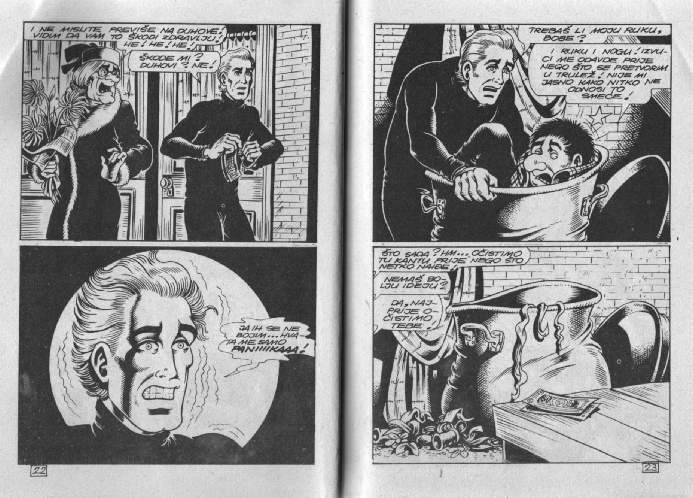 I NE MISLITE PREVIŠE NA DUHOVE!
VIDIM DA VAM TO ŠKODI ZDRAVLJU!
HE! HE! HE!
ŠKODE MI?
DUHOVI? NE!
JA IH SE NE
BOJIM... HVA-
TA ME SAMO
PANIIIKAAA!
22
TREBAŠ LI MOJU RUKU,
BOBE?
I RUKU I NOGU! IZVU-
CI ME ODAVDE PRIJE
NEGO ŠTO SE PRETVORIM
U TRULEŽ! NIJE MI
JASNO KAKO NITKO NE
ODNOSI TO
SMEĆE!
ŠTO SADA? HM... OČISTIMO
TU KANTU PRIJE NEGO ŠTO
NETKO NAIĐE!
NEMAŠ BO-
LJU IDEJU?
DA, NAJ-
PRIJE O-
ČISTIMO
TEBE!
23